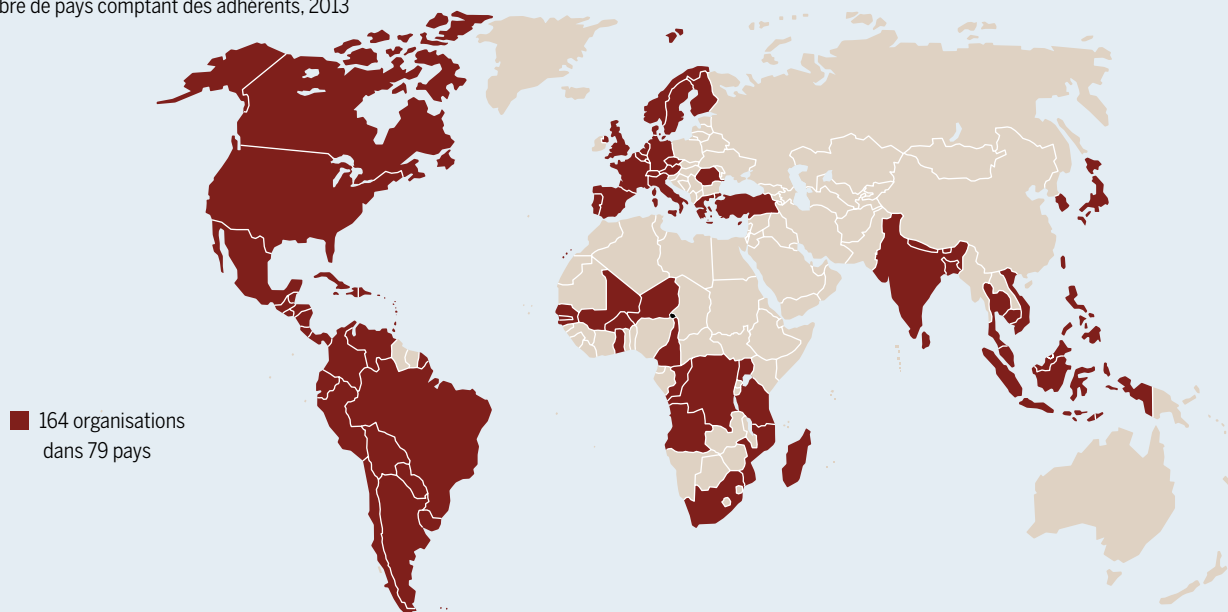 bre de pays comptant des adhérents, 2013
164 organisations
dans 79 pays